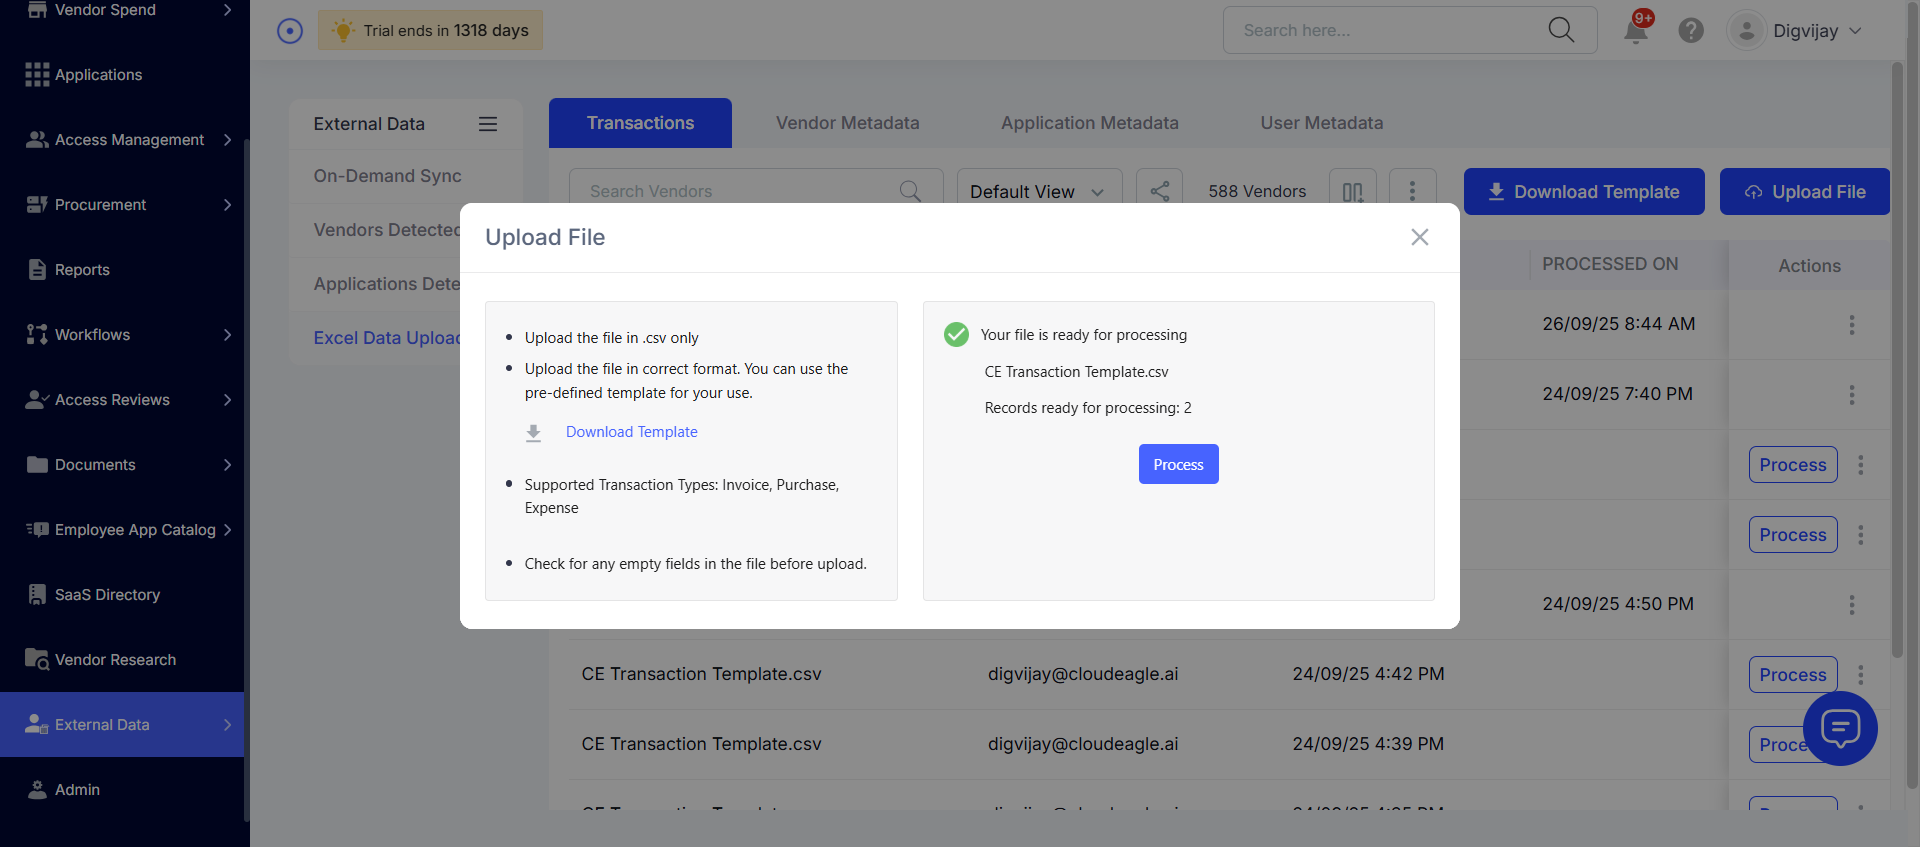 Vendor Spend
Applications
Access Management
Procurement
Reports
Workflows
Access Reviews
Documents
Employee App Catalog
SaaS Directory
Vendor Research
External Data
Admin
Trial ends in 1318 days
Search here...
9+
Digvijay
External Data
On-Demand Sync
Vendors Detected
Applications Dete
Excel Data Upload
Transactions
Vendor Metadata
Application Metadata
User Metadata
Search Vendors
Default View
588 Vendors
Download Template
Upload File
PROCESSED ON
Actions
26/09/25 8:44 AM
24/09/25 7:40 PM
Process
Process
24/09/25 4:50 PM
Upload File
Upload the file in .csv only
Upload the file in correct format. You can use the
pre-defined template for your use.
Download Template
Supported Transaction Types: Invoice, Purchase,
Expense
Check for any empty fields in the file before upload.
Your file is ready for processing
CE Transaction Template.csv
Records ready for processing: 2
Process
CE Transaction Template.csv digvijay@cloudeagle.ai 24/09/25 4:42 PM Process
CE Transaction Template.csv digvijay@cloudeagle.ai 24/09/25 4:39 PM Proce